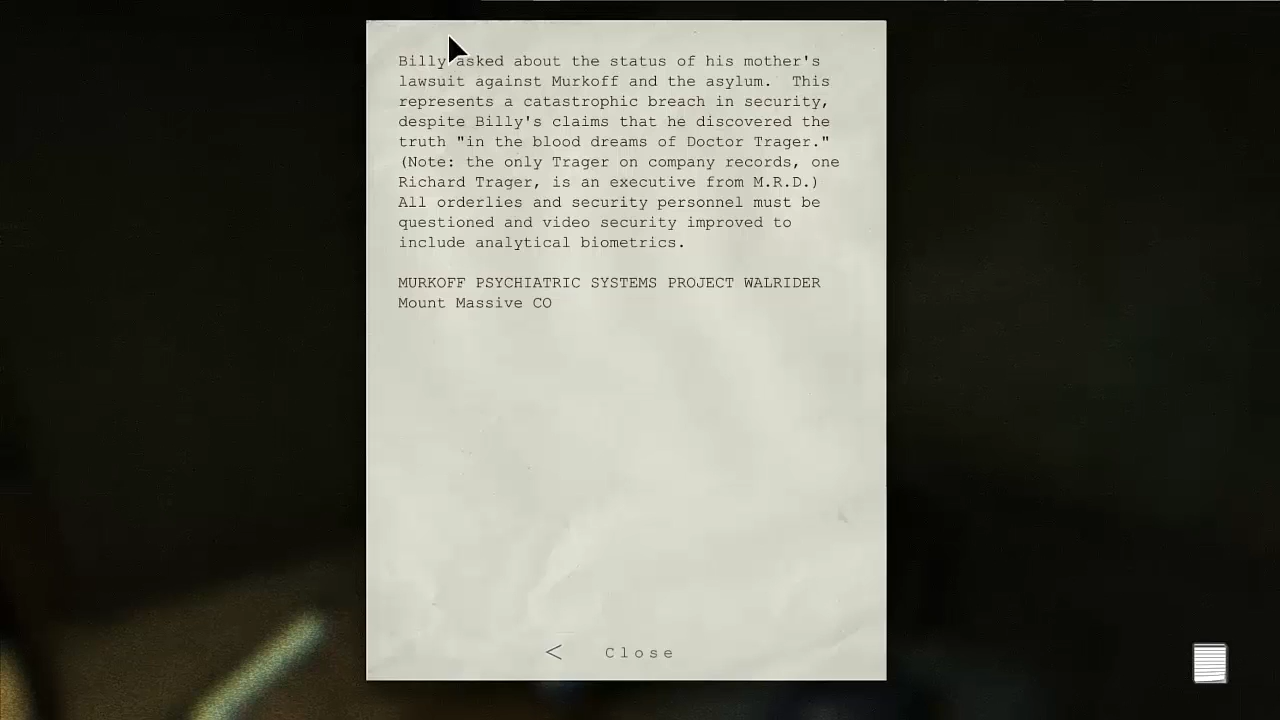 Billy asked about the status of his mother's
lawsuit against Murkoff and the asylum.  This
represents a catastrophic breach in security,
despite Billy's claims that he discovered the
truth "in the blood dreams of Doctor Trager."
(Note: the only Trager on company records, one
Richard Trager, is an executive from M.R.D.)
All orderlies and security personnel must be
questioned and video security improved to
include analytical biometrics.

MURKOFF PSYCHIATRIC SYSTEMS PROJECT WALRIDER
Mount Massive CO
< Close